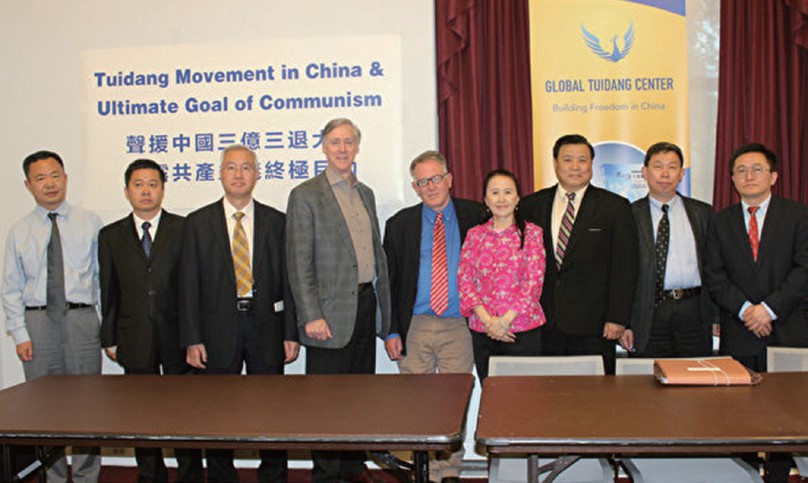 Tuidang Movement in China &
Ultimate Goal of Communism
聲援中國三億三退大
共產 終極目
GLOBAL TUIDANG CENTER
Building Freedom in China